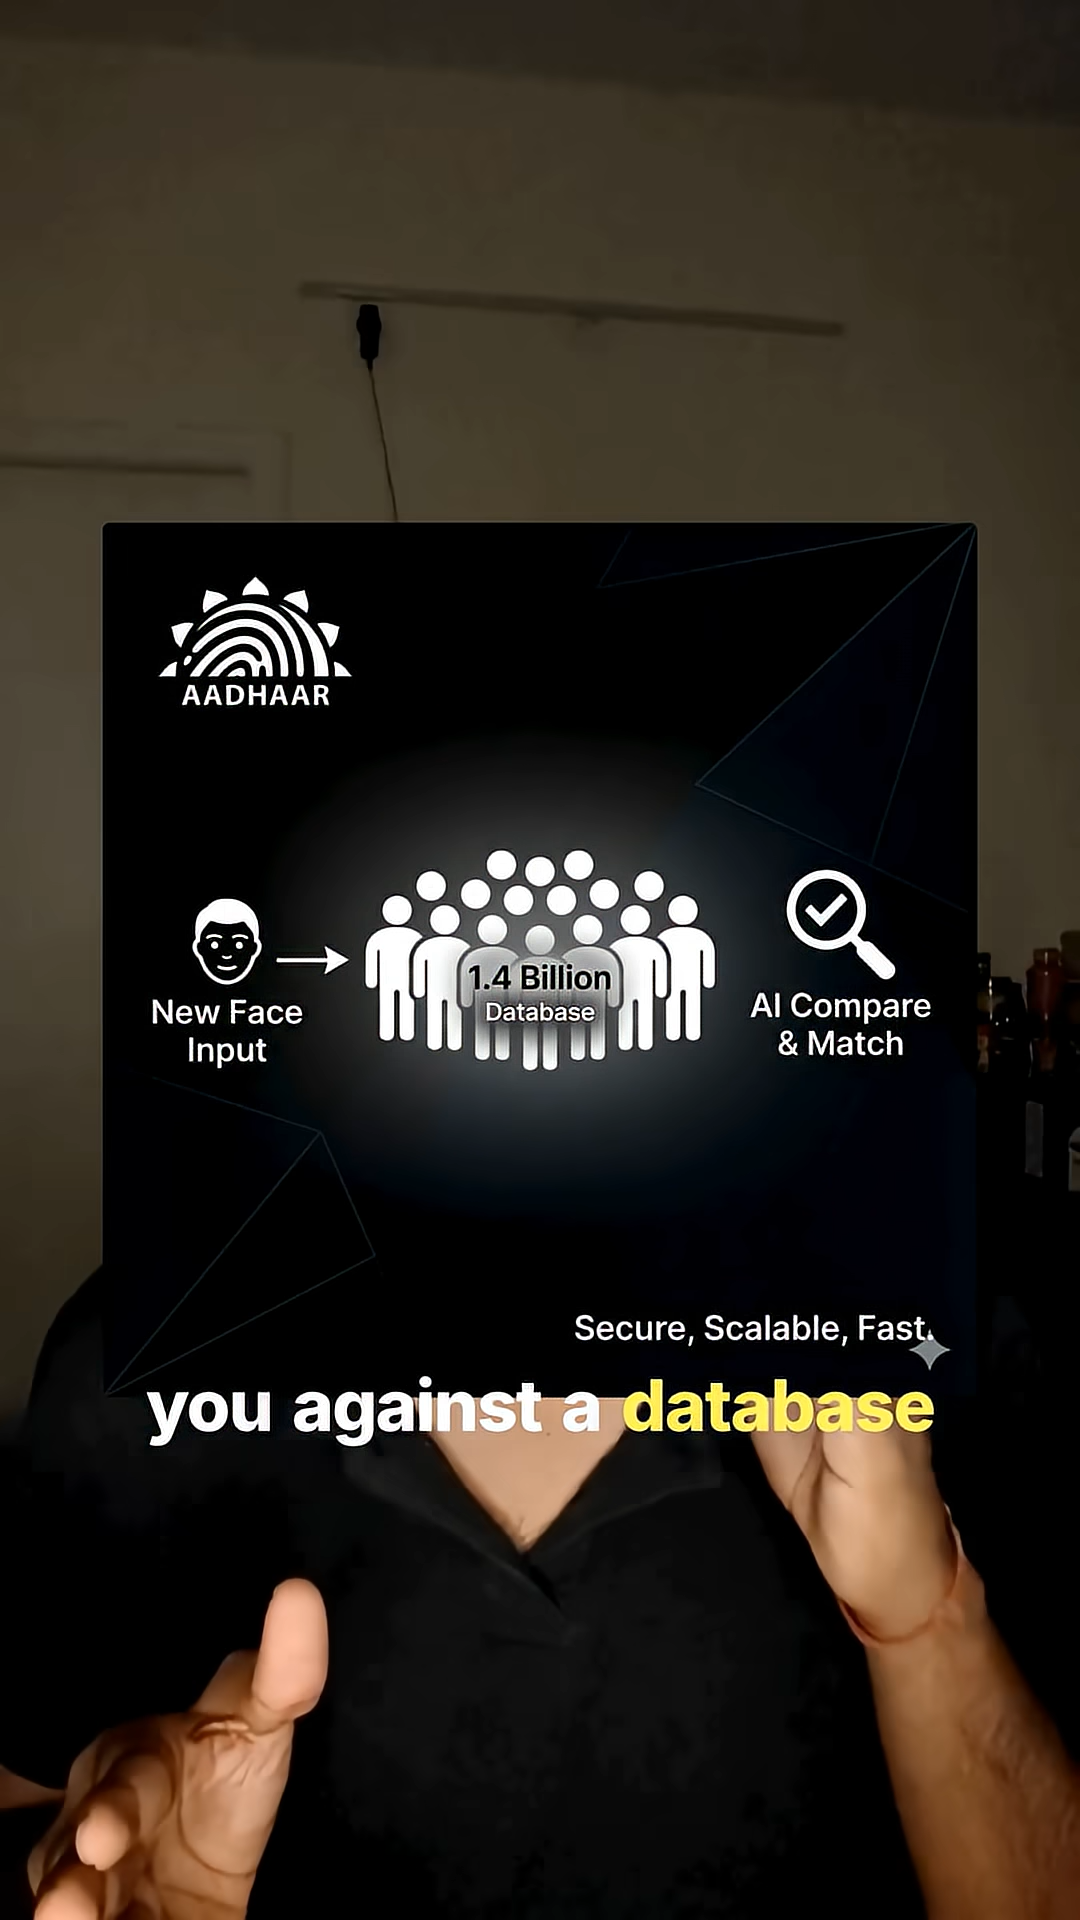 AADHAAR
New Face
Input
1.4 Billion
Database
AI Compare
& Match
Secure, Scalable, Fast.
you against a database